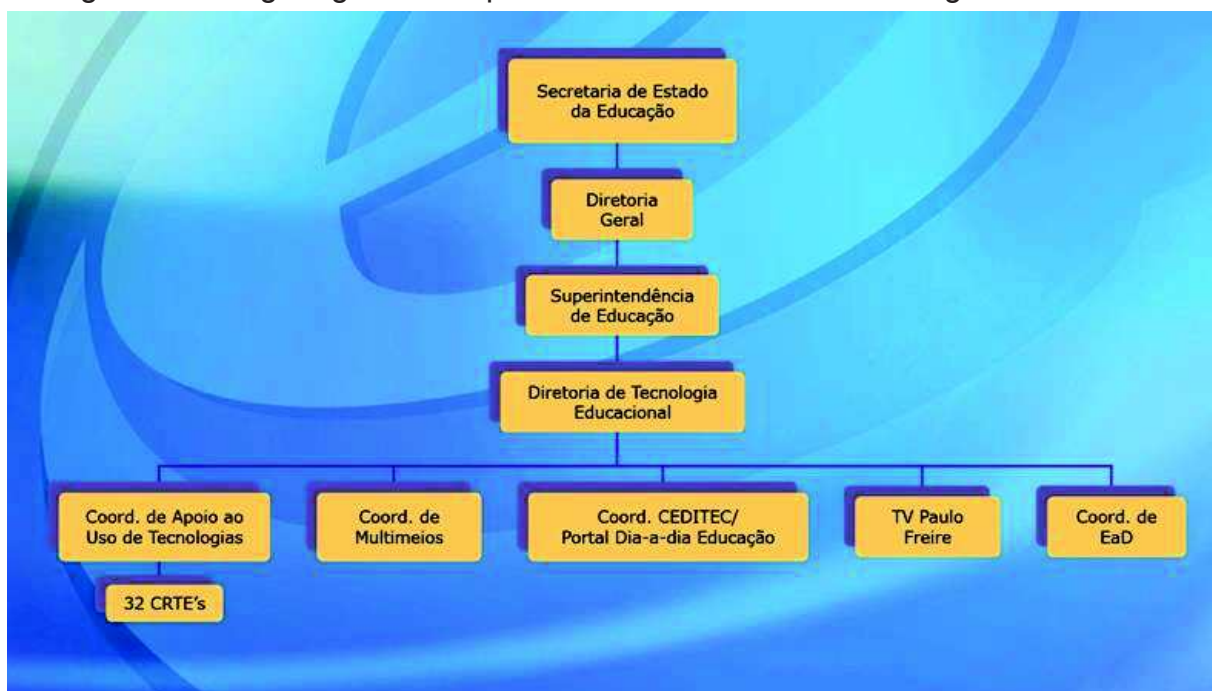 Secretaria de Estado
da Educação
Diretoria
Geral
Superintendência
de Educação
Diretoria de Tecnologia
Educacional
Coord. de Apoio ao
Uso de Tecnologias
Coord. de
Multimeios
Coord. CEDITEC/
Portal Dia-a-dia Educação
TV Paulo
Freire
Coord. de
EaD
32 CRTE's